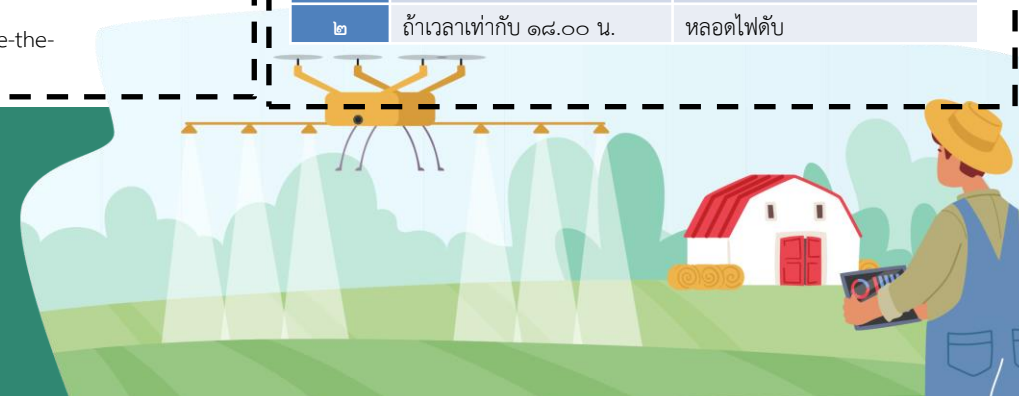 ๒ ถ้าเวลาเท่ากับ ๑๘.๐๐ น. หลอดไฟดับ
e-the-